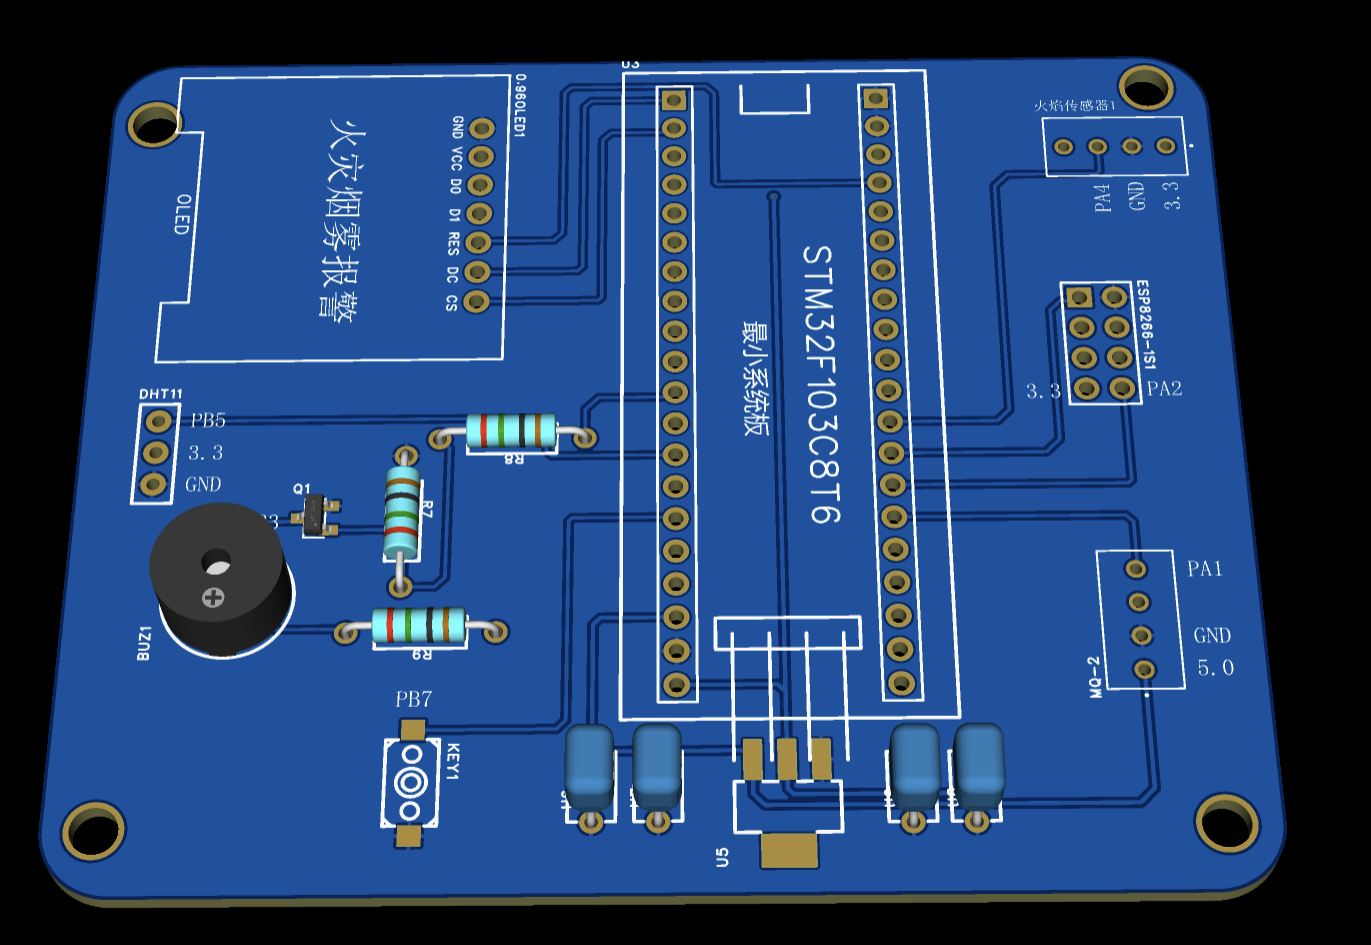 U3
0.96OLED1
火焰传感器1
GND
VCC
D0
D1
RES
DC
CS
OLED
火灾烟雾报警
PA4
GND
3.3
STM32F103C8T6
最小系统板
ESP8266-1S1
3.3
PA2
DHT11
PB5
3.3
GND
R8
Q1
R7
BUZ1
R9
PA1
GND
5.0
MQ-2
PB7
KEY1
U5